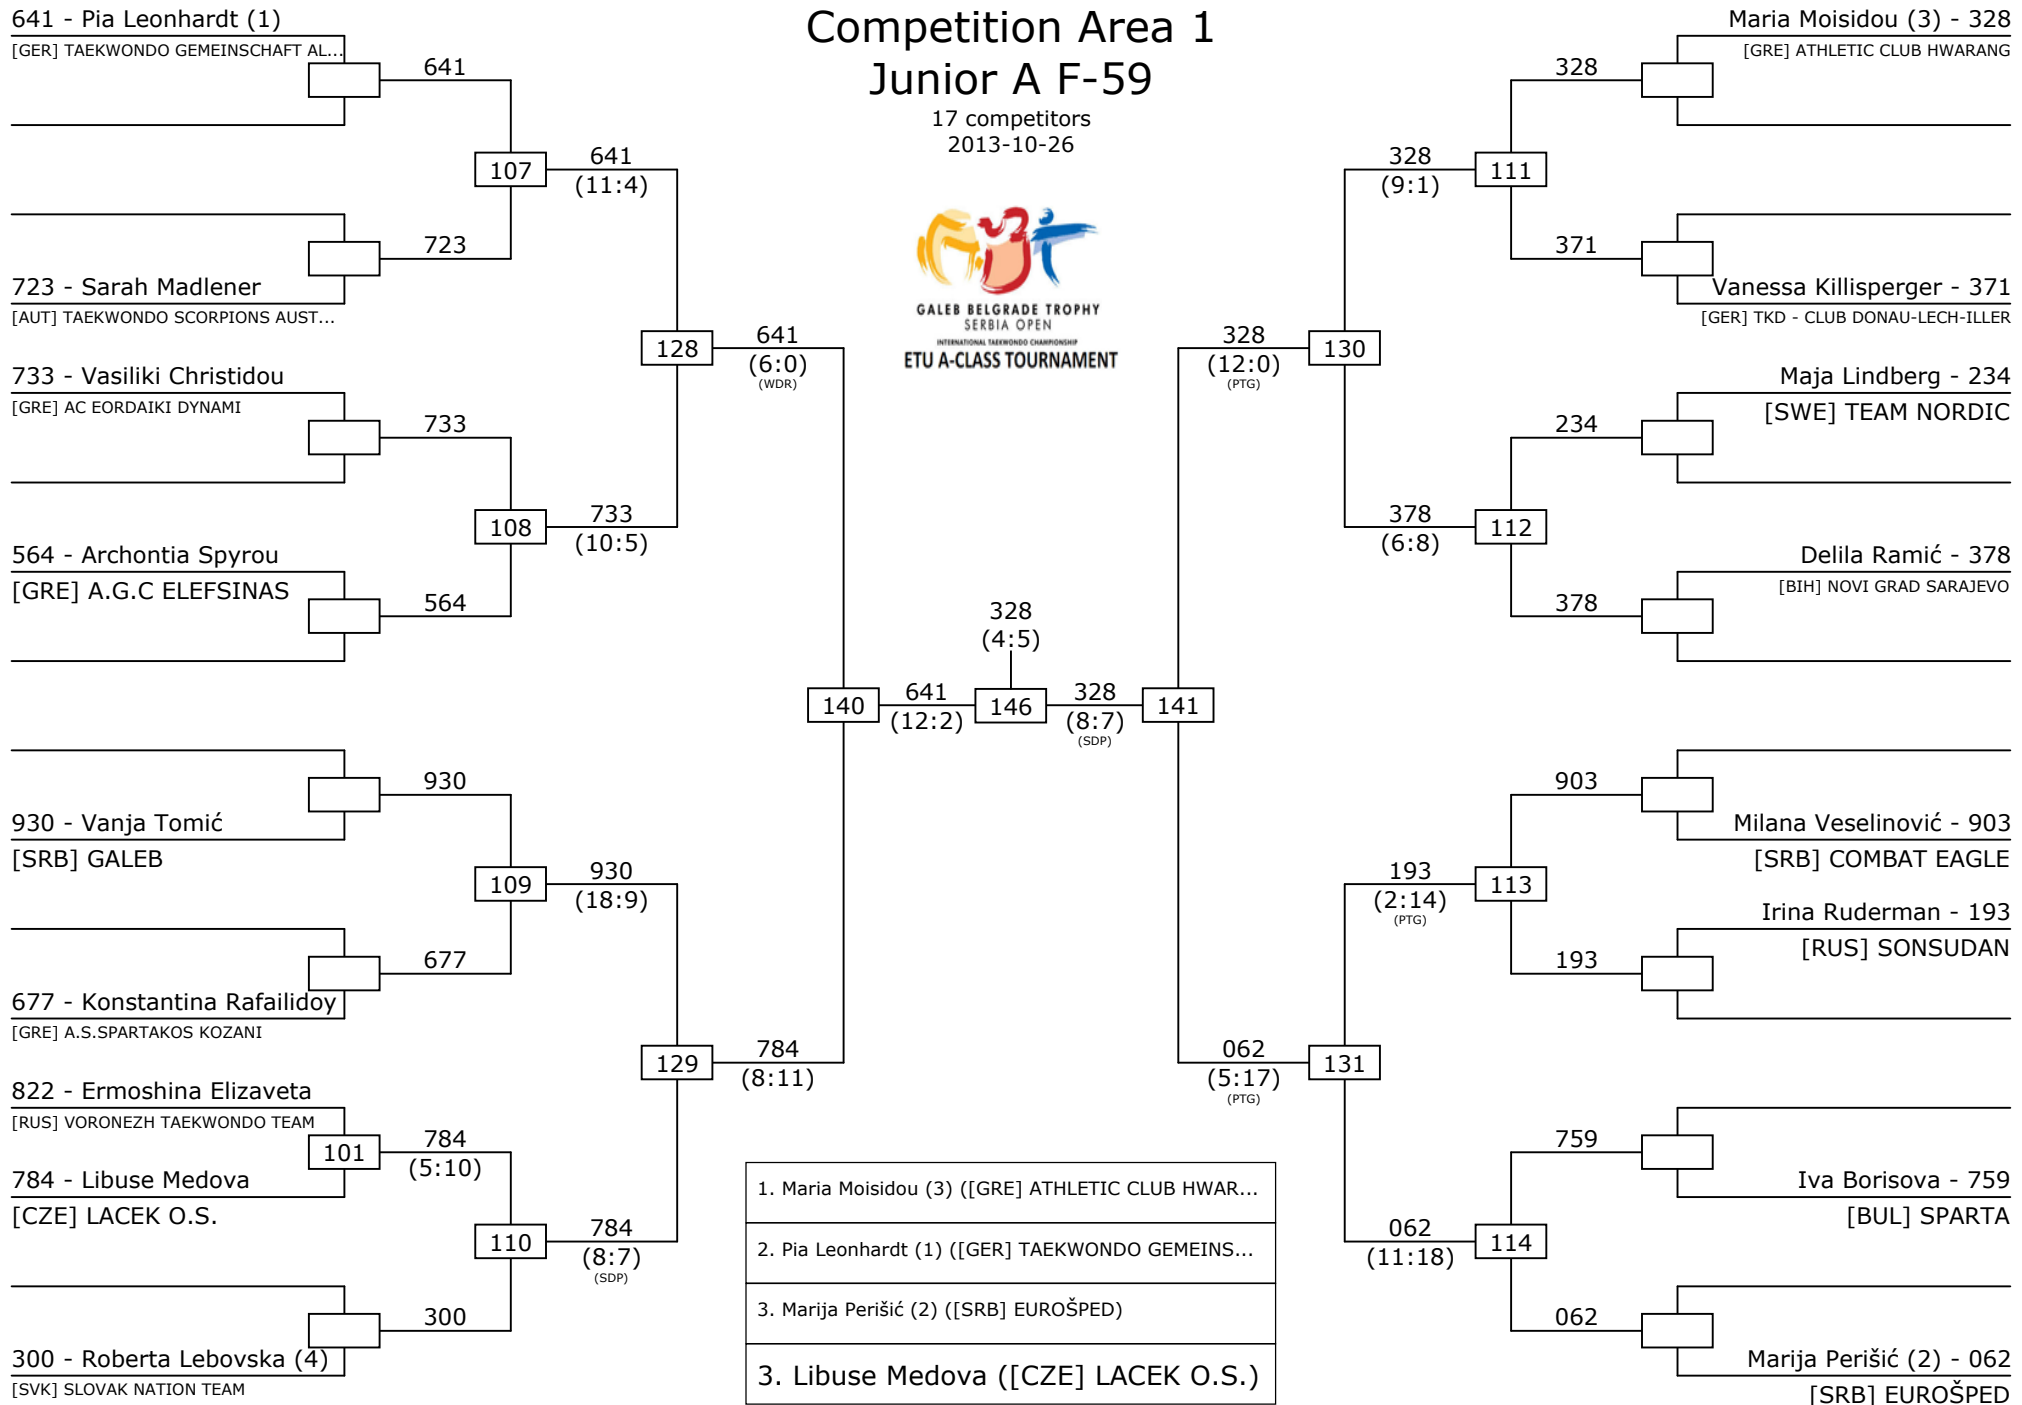 Competition Area 1
Junior A F-59
17 competitors
2013-10-26
GALEB BELGRADE TROPHY
SERBIA OPEN
INTERNATIONAL TAEKWONDO CHAMPIONSHIP
ETU A-CLASS TOURNAMENT
641 - Pia Leonhardt (1)
[GER] TAEKWONDO GEMEINSCHAFT AL...
641
107
641
(11:4)
723
723 - Sarah Madlener
[AUT] TAEKWONDO SCORPIONS AUST...
128
641
(6:0)
(WDR)
733 - Vasiliki Christidou
[GRE] AC EORDAIKI DYNAMI
733
108
733
(10:5)
564 - Archontia Spyrou
[GRE] A.G.C ELEFSINAS
564
140
641
(12:2)
930
930 - Vanja Tomić
[SRB] GALEB
109
930
(18:9)
677
677 - Konstantina Rafailidoy
[GRE] A.S.SPARTAKOS KOZANI
129
784
(8:11)
822 - Ermoshina Elizaveta
[RUS] VORONEZH TAEKWONDO TEAM
101
784
(5:10)
784 - Libuse Medova
[CZE] LACEK O.S.
110
784
(8:7)
(SDP)
300
300 - Roberta Lebovska (4)
[SVK] SLOVAK NATION TEAM
328
(4:5)
146
328
(8:7)
(SDP)
141
Maria Moisidou (3) - 328
[GRE] ATHLETIC CLUB HWARANG
328
328
(9:1)
111
371
Vanessa Killisperger - 371
[GER] TKD - CLUB DONAU-LECH-ILLER
328
(12:0)
(PTG)
130
Maja Lindberg - 234
[SWE] TEAM NORDIC
234
378
(6:8)
112
Delila Ramić - 378
[BIH] NOVI GRAD SARAJEVO
378
903
Milana Veselinović - 903
[SRB] COMBAT EAGLE
193
(2:14)
(PTG)
113
Irina Ruderman - 193
[RUS] SONSUDAN
193
062
(5:17)
(PTG)
131
759
Iva Borisova - 759
[BUL] SPARTA
062
(11:18)
114
062
Marija Perišić (2) - 062
[SRB] EUROŠPED
1. Maria Moisidou (3) ([GRE] ATHLETIC CLUB HWAR...
2. Pia Leonhardt (1) ([GER] TAEKWONDO GEMEINS...
3. Marija Perišić (2) ([SRB] EUROŠPED)
3. Libuse Medova ([CZE] LACEK O.S.)